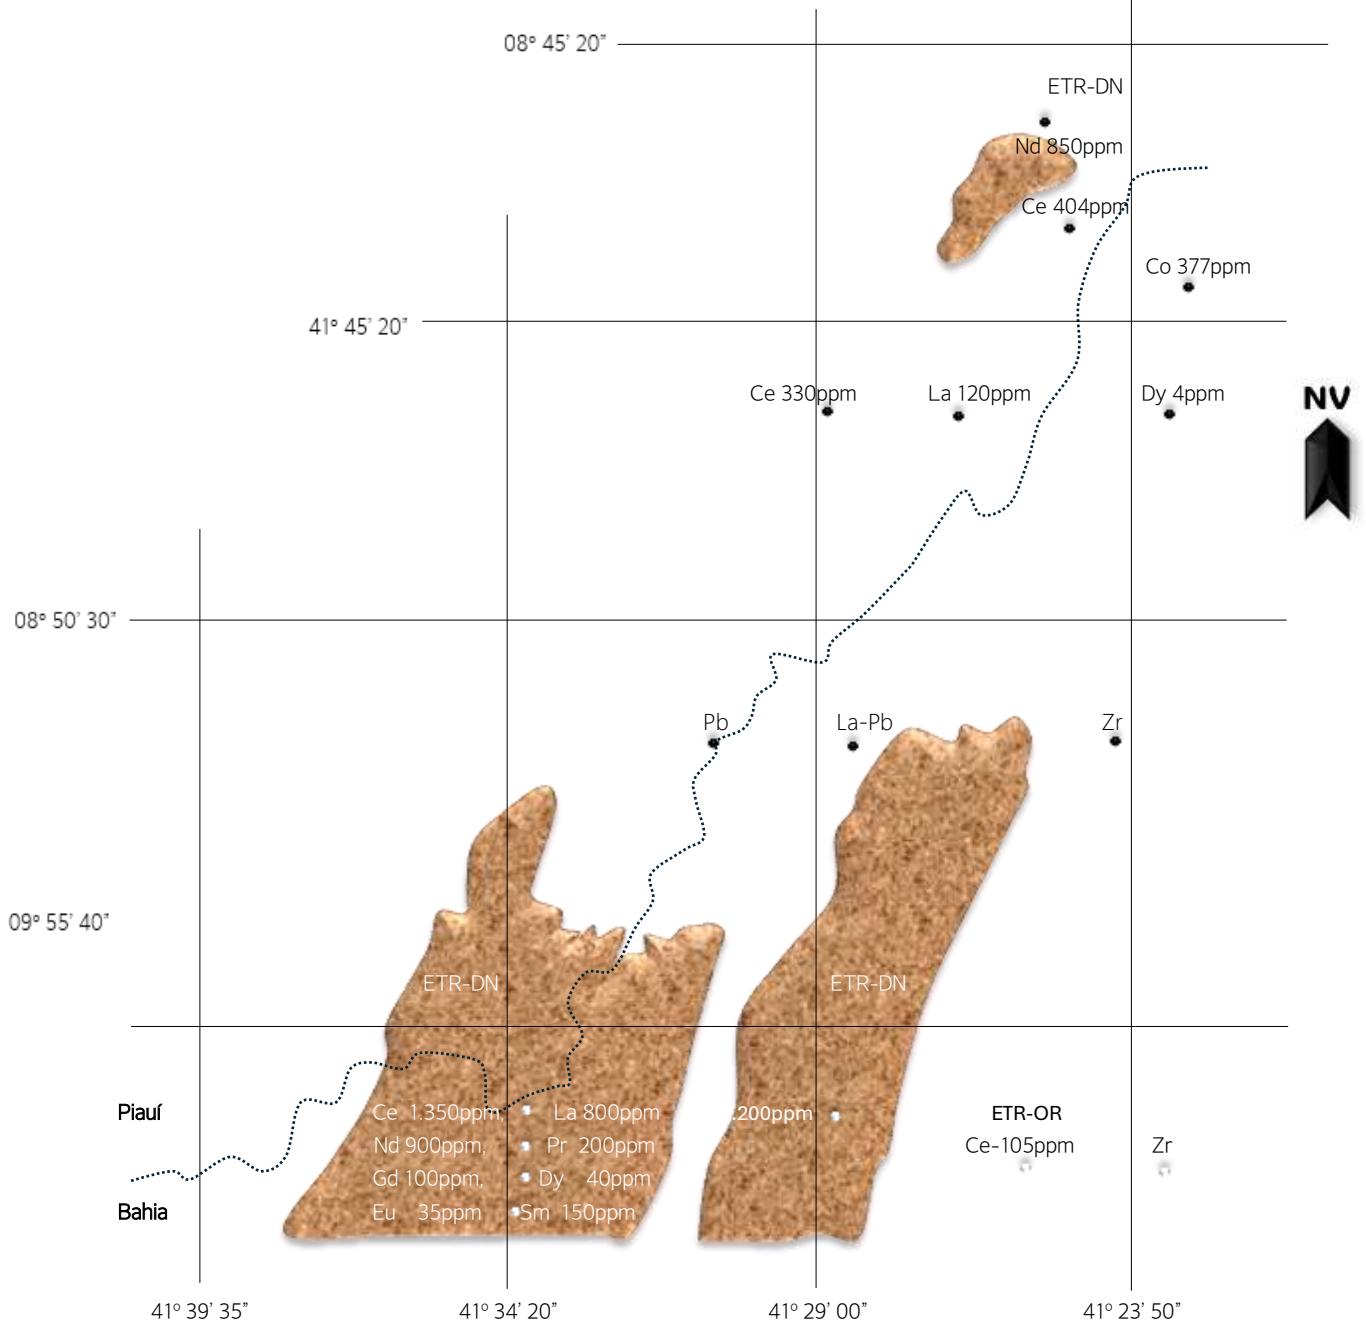 08° 45' 20"
ETR-DN
Nd 850ppm
Ce 404ppm
Co 377ppm
41° 45' 20"
Ce 330ppm
La 120ppm
Dy 4ppm
NV
08° 50' 30"
Pb
La-Pb
Zr
09° 55' 40"
ETR-DN
ETR-DN
Piauí
Ce 1.350ppm, La 800ppm
.200ppm
ETR-OR
Nd 900ppm, Pr 200ppm
Ce-105ppm
Zr
Gd 100ppm, Dy 40ppm
Bahia
Eu 35ppm Sm 150ppm
41° 39' 35"
41° 34' 20"
41° 29' 00"
41° 23' 50"